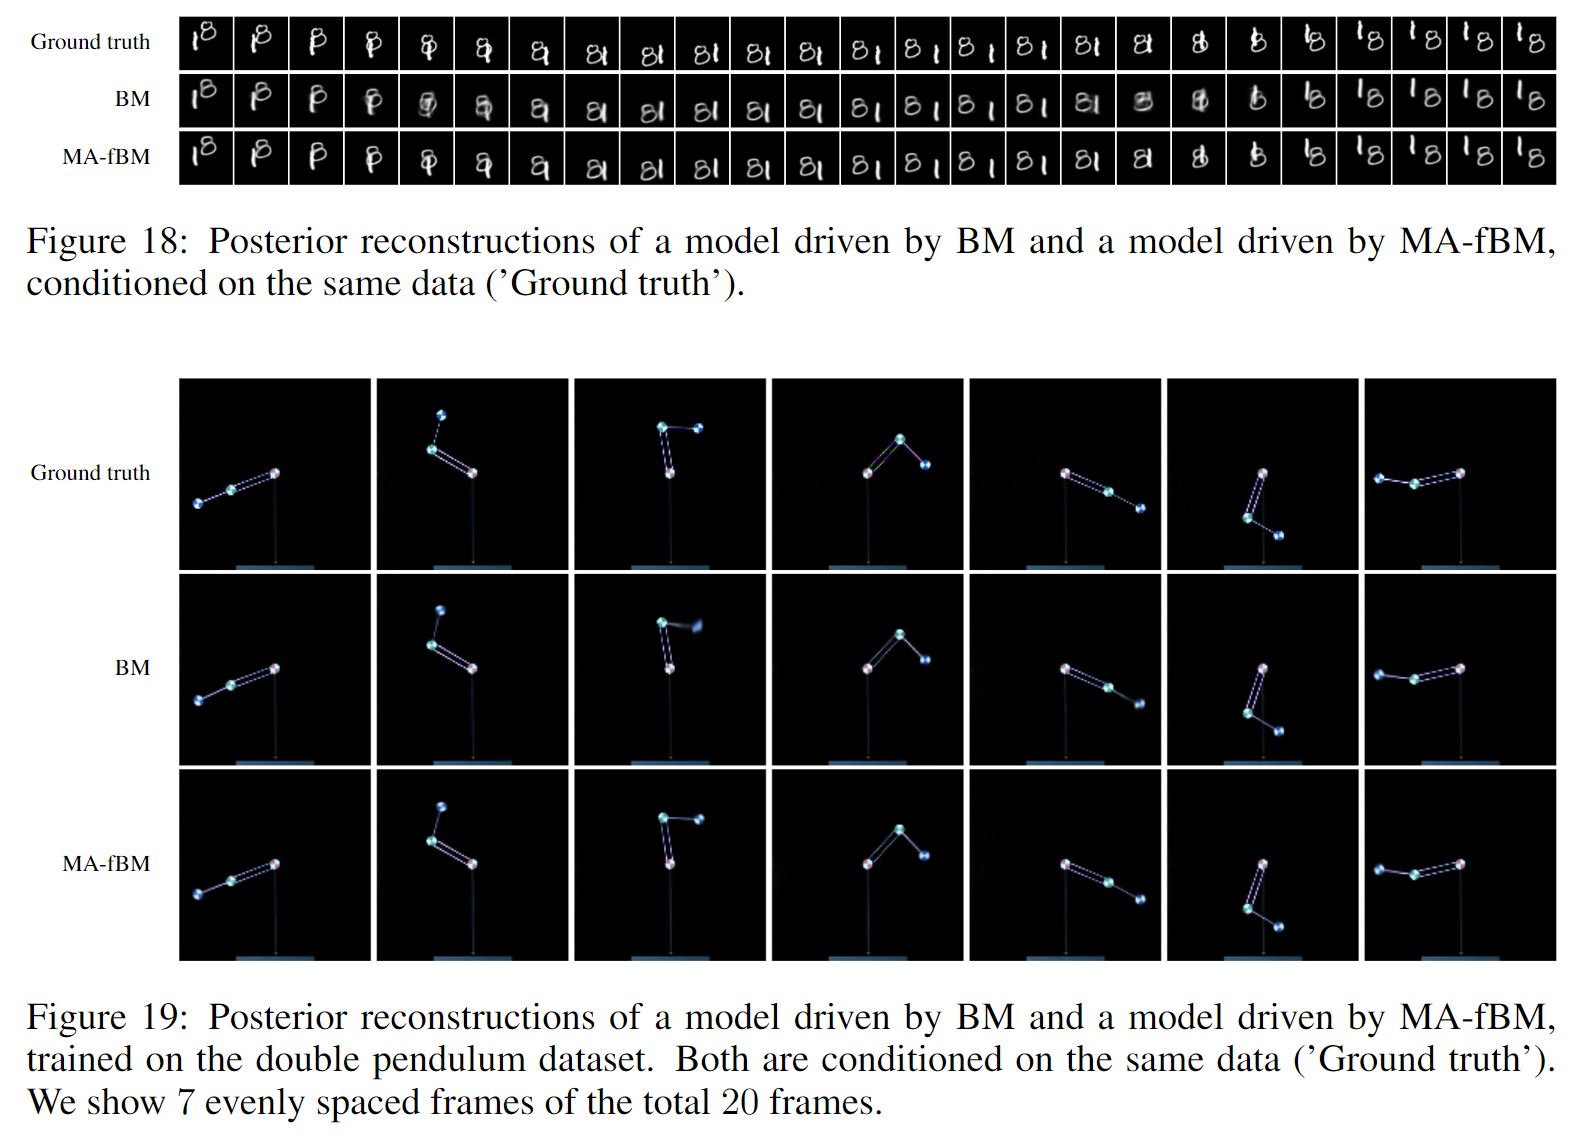 Ground truth
BM
MA-fBM
Figure 18: Posterior reconstructions of a model driven by BM and a model driven by MA-fBM,
conditioned on the same data (’Ground truth’).
Ground truth
BM
MA-fBM
Figure 19: Posterior reconstructions of a model driven by BM and a model driven by MA-fBM,
trained on the double pendulum dataset. Both are conditioned on the same data (’Ground truth’).
We show 7 evenly spaced frames of the total 20 frames.